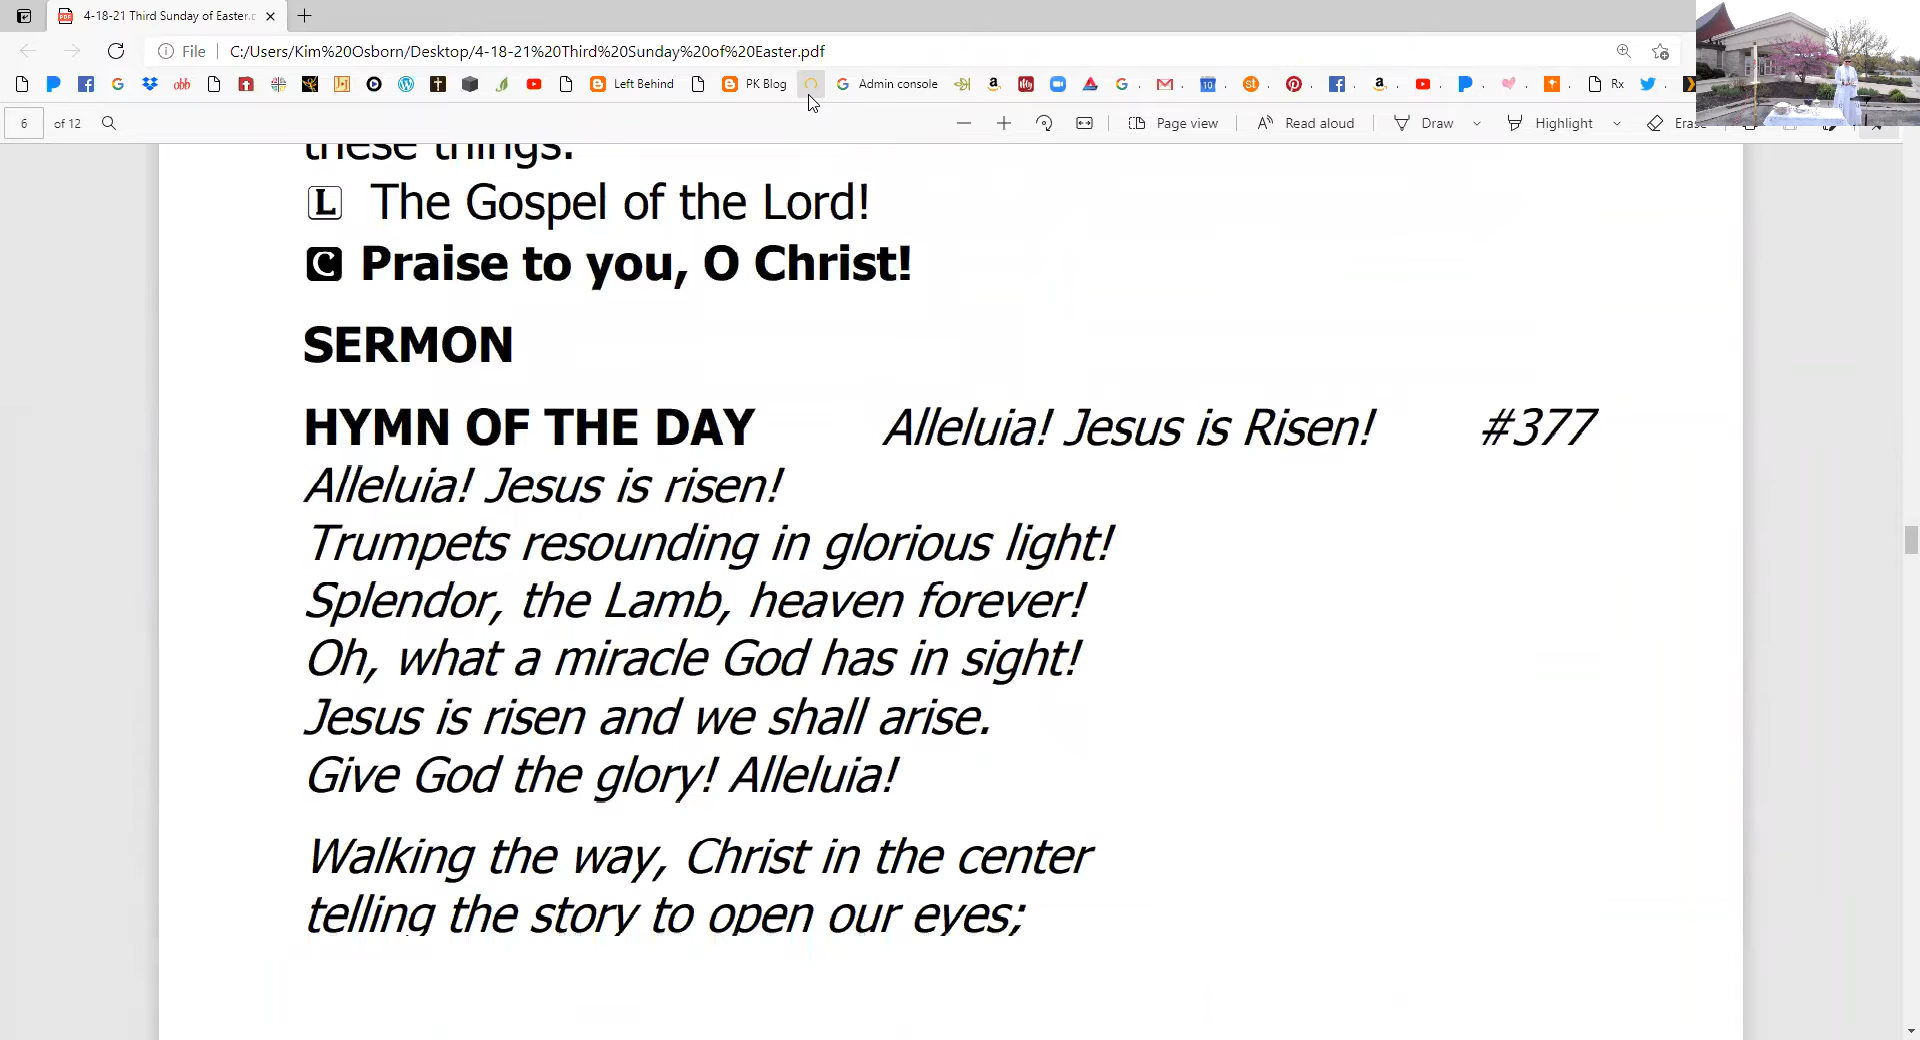 4-18-21 Third Sunday of Easter.
File C:/Users/Kim%20Osborn/Desktop/4-18-21%20Third%20Sunday%20of%20Easter.pdf
Left Behind PK Blog Admin console Rx
6 of 12 Page view Read aloud Draw Highlight Erase
these things.
L The Gospel of the Lord!
C Praise to you, O Christ!
SERMON
HYMN OF THE DAY Alleluia! Jesus is Risen! #377
Alleluia! Jesus is risen!
Trumpets resounding in glorious light!
Splendor, the Lamb, heaven forever!
Oh, what a miracle God has in sight!
Jesus is risen and we shall arise.
Give God the glory! Alleluia!
Walking the way, Christ in the center
telling the story to open our eyes;